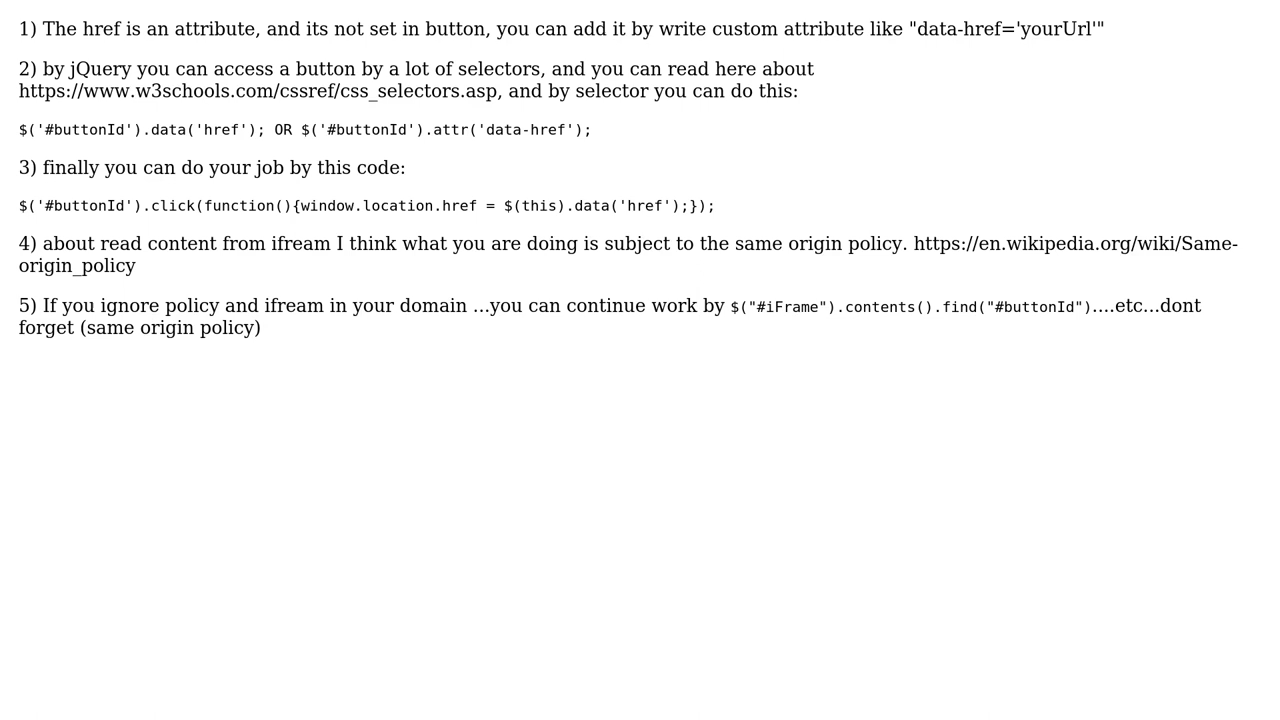 1) The href is an attribute, and its not set in button, you can add it by write custom attribute like "data-href='yourUrl'"
2) by jQuery you can access a button by a lot of selectors, and you can read here about
https://www.w3schools.com/cssref/css_selectors.asp, and by selector you can do this:
$('#buttonId').data('href'); OR $('#buttonId').attr('data-href');
3) finally you can do your job by this code:
$('#buttonId').click(function(){window.location.href = $(this).data('href');});
4) about read content from ifream I think what you are doing is subject to the same origin policy. https://en.wikipedia.org/wiki/Same-
origin_policy
5) If you ignore policy and ifream in your domain ...you can continue work by $("#iFrame").contents().find("#buttonId")....etc...dont
forget (same origin policy)